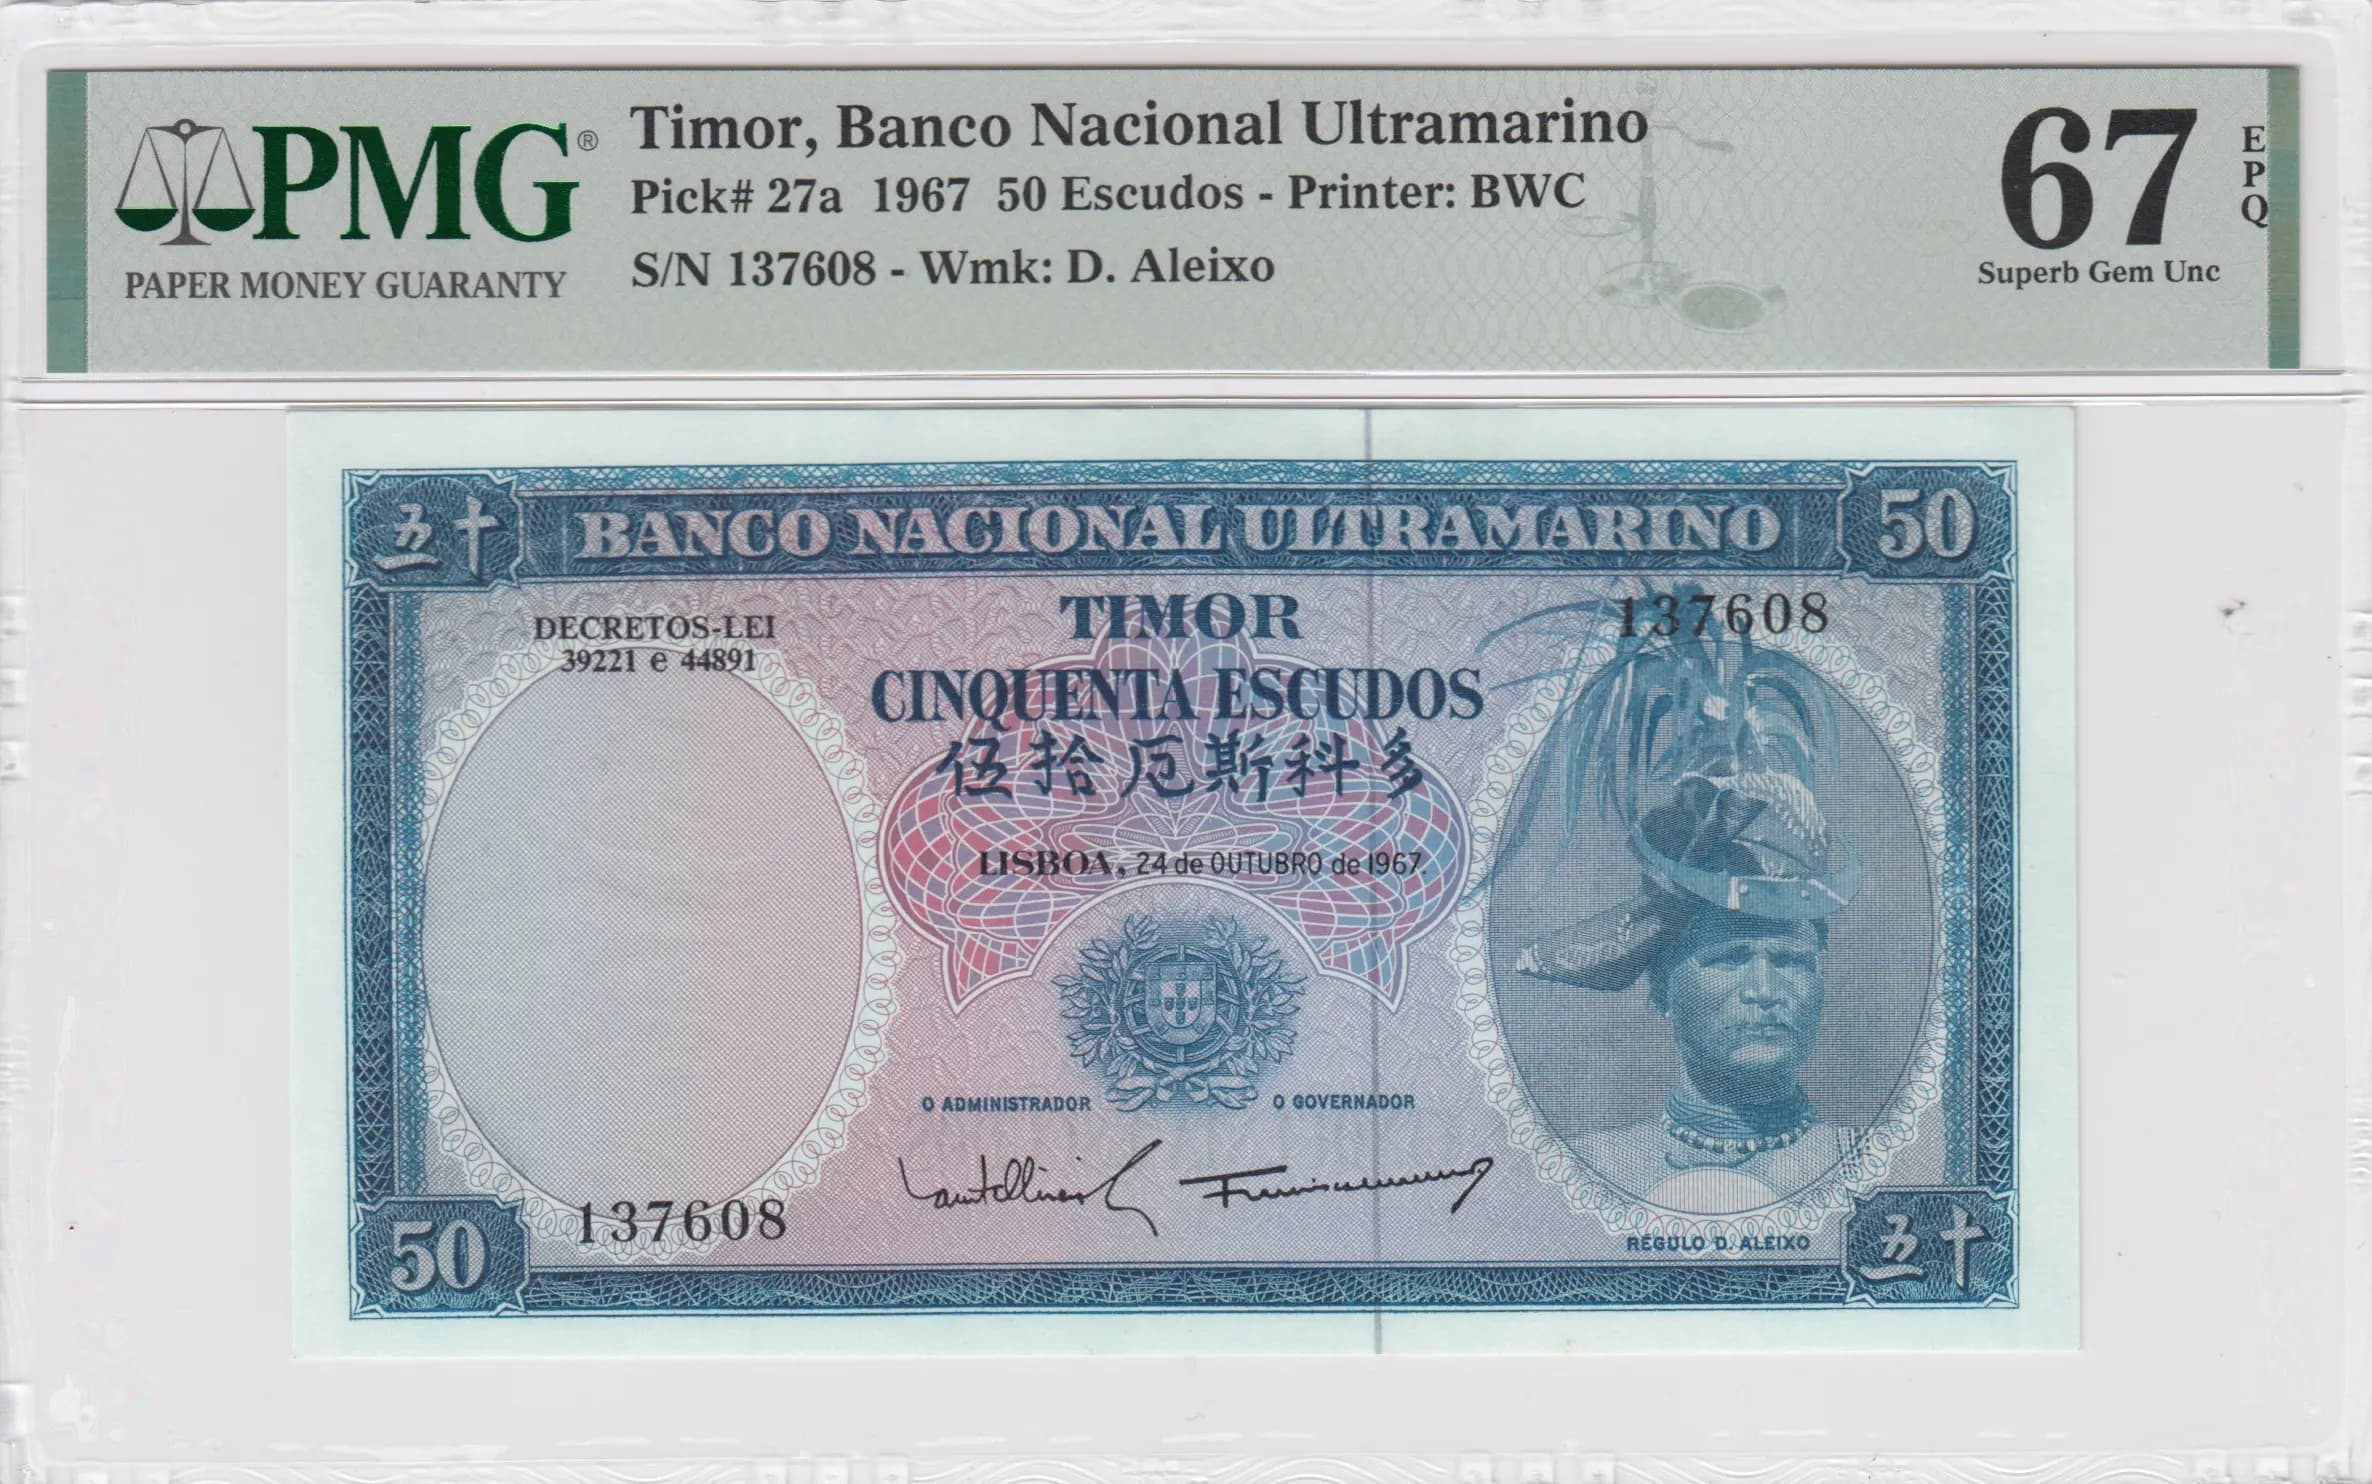 PMG®
PAPER MONEY GUARANTY
Timor, Banco Nacional Ultramarino
Pick# 27a 1967 50 Escudos - Printer: BWC
S/N 137608 - Wmk: D. Aleixo
67
EPQ
Superb Gem Unc
五十
BANCO NACIONAL ULTRAMARINO
50
DECRETOS-LEI
39221 e 44891
TIMOR
137608
CINQUENTA ESCUDOS
伍拾厄斯科多
LISBOA, 24 de OUTUBRO de 1967.
O ADMINISTRADOR
O GOVERNADOR
137608
RÉGULO D. ALEIXO
50
五十